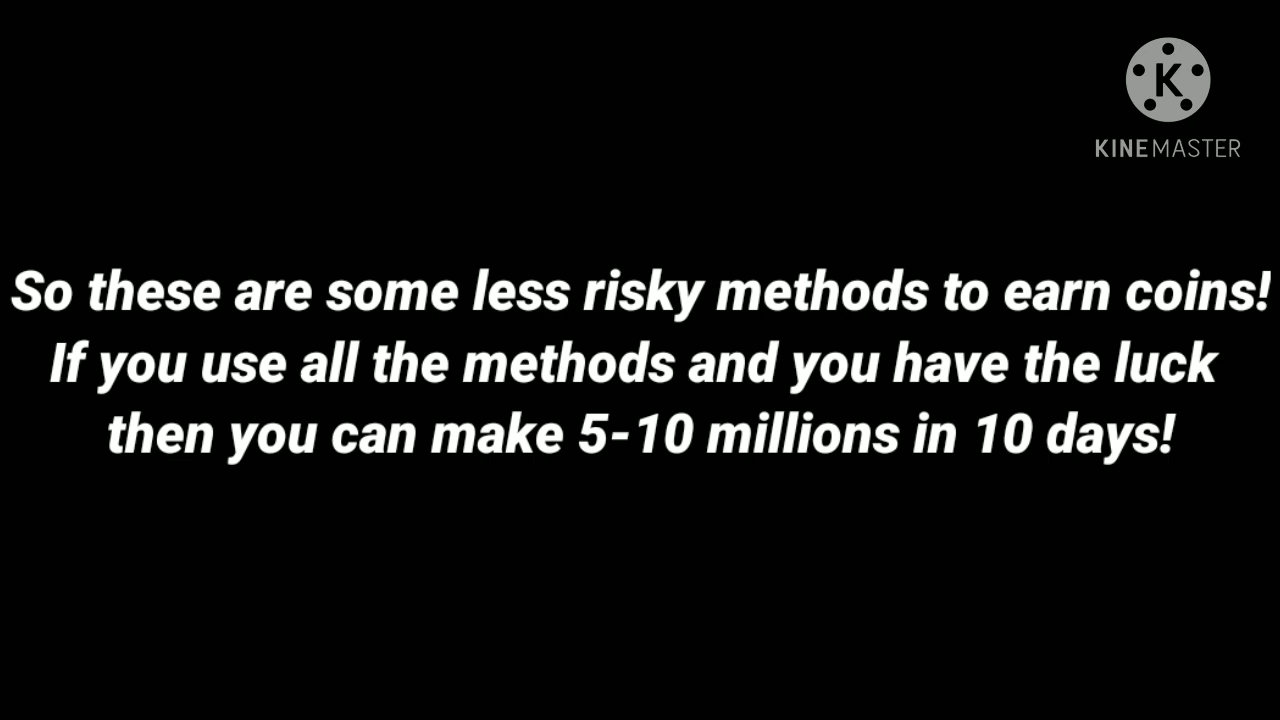 K
KINEMASTER
So these are some less risky methods to earn coins!
If you use all the methods and you have the luck
then you can make 5-10 millions in 10 days!